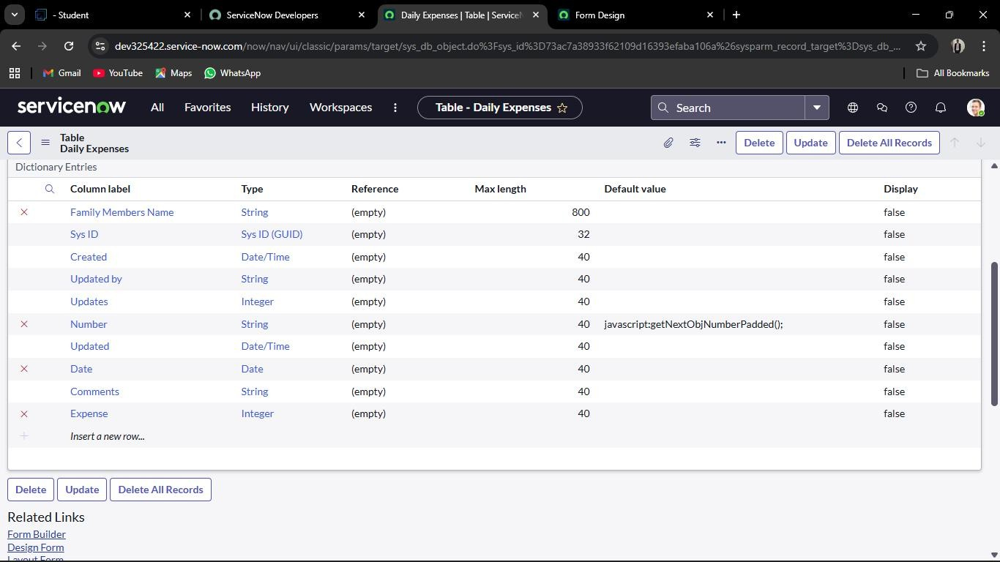 - Student
ServiceNow Developers
Daily Expenses | Table | ServiceN
Form Design
dev325422.service-now.com/now/nav/ui/classic/params/target/sys_db_object.do%3Fsys_id%3D73ac7a38933f62109d16393efaba106a%26sysparm_record_target%3Dsys_db_...
Gmail YouTube Maps WhatsApp All Bookmarks
servicenow All Favorites History Workspaces Table - Daily Expenses Search
Table
Daily Expenses
Delete Update Delete All Records
Dictionary Entries
Column label Type Reference Max length Default value Display
Family Members Name String (empty) 800 false
Sys ID Sys ID (GUID) (empty) 32 false
Created Date/Time (empty) 40 false
Updated by String (empty) 40 false
Updates Integer (empty) 40 false
Number String (empty) 40 javascript:getNextObjNumberPadded(); false
Updated Date/Time (empty) 40 false
Date Date (empty) 40 false
Comments String (empty) 40 false
Expense Integer (empty) 40 false
Insert a new row...
Delete Update Delete All Records
Related Links
Form Builder
Design Form
Layout Form